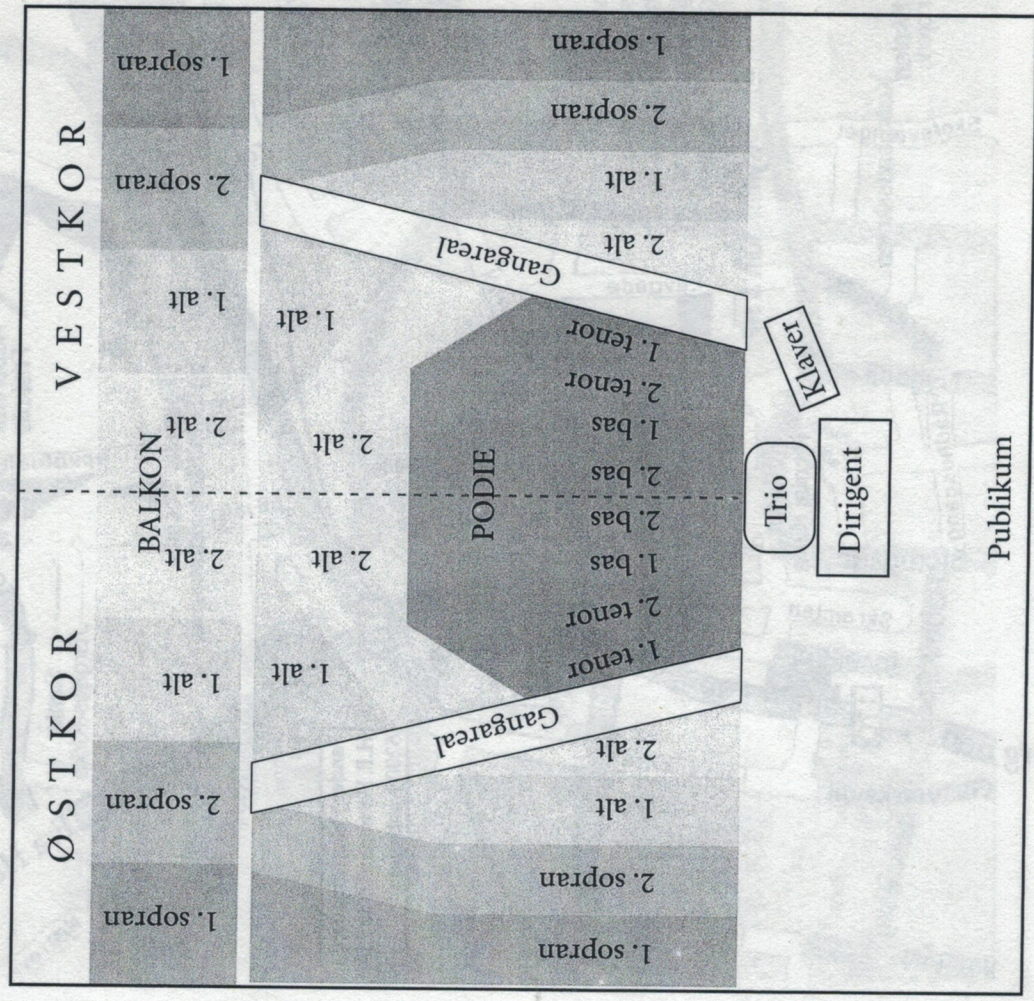 ØSTKOR
VESTKOR
1. sopran
2. sopran
1. alt
2. alt
BALKON
2. alt
1. alt
2. sopran
1. sopran
1. alt
2. alt
2. alt
1. alt
Gangareal
Gangareal
PODIE
1. sopran
2. sopran
1. alt
2. alt
1. tenor
2. tenor
1. bas
2. bas
2. bas
1. bas
2. tenor
1. tenor
2. alt
1. alt
2. sopran
1. sopran
Trio
Klaver
Dirigent
Publikum